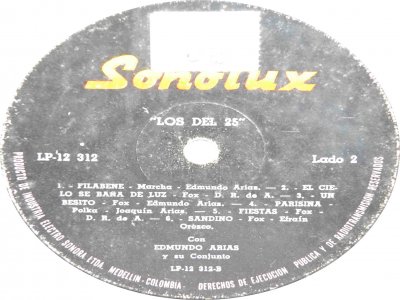 Sonolux
"LOS DEL 25"
LP-12 312
Lado 2
1. - FILABENE - Marcha - Edmundo Arias. - 2. - EL CIE-
LO SE BAÑA DE LUZ - Fox - D. R. de A. - 3. - UN
BESITO - Fox - Edmundo Arias. - 4. - PARISINA -
Polka - Joaquín Arias. - 5. - FIESTAS - Fox -
D. R. de A. - 6. - SANDINO - Fox - Efraín
Orósco.
Con
EDMUNDO ARIAS
y su Conjunto
LP-12 312-B
PRODUCTO DE INDUSTRIA ELECTRO SONORA LTDA. MEDELLIN - COLOMBIA - DERECHOS DE EJECUCION PUBLICA Y DE RADIOTRANSMISION RESERVADOS